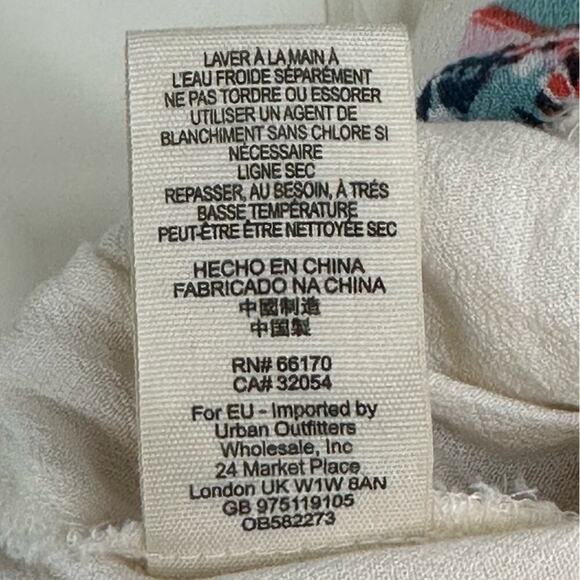 LAVER À LA MAIN À
L'EAU FROIDE SÉPARÉMENT
NE PAS TORDRE OU ESSORER
UTILISER UN AGENT DE
BLANCHIMENT SANS CHLORE SI
NÉCESSAIRE
LIGNE SEC
REPASSER, AU BESOIN, À TRÉS
BASSE TEMPÉRATURE
PEUT-ÊTRE ÊTRE NETTOYÉE SEC
HECHO EN CHINA
FABRICADO NA CHINA
中國制造
中国製
RN# 66170
CA# 32054
For EU - Imported by
Urban Outfitters
Wholesale, Inc
24 Market Place
London UK W1W 8AN
GB 975119105
OB582273